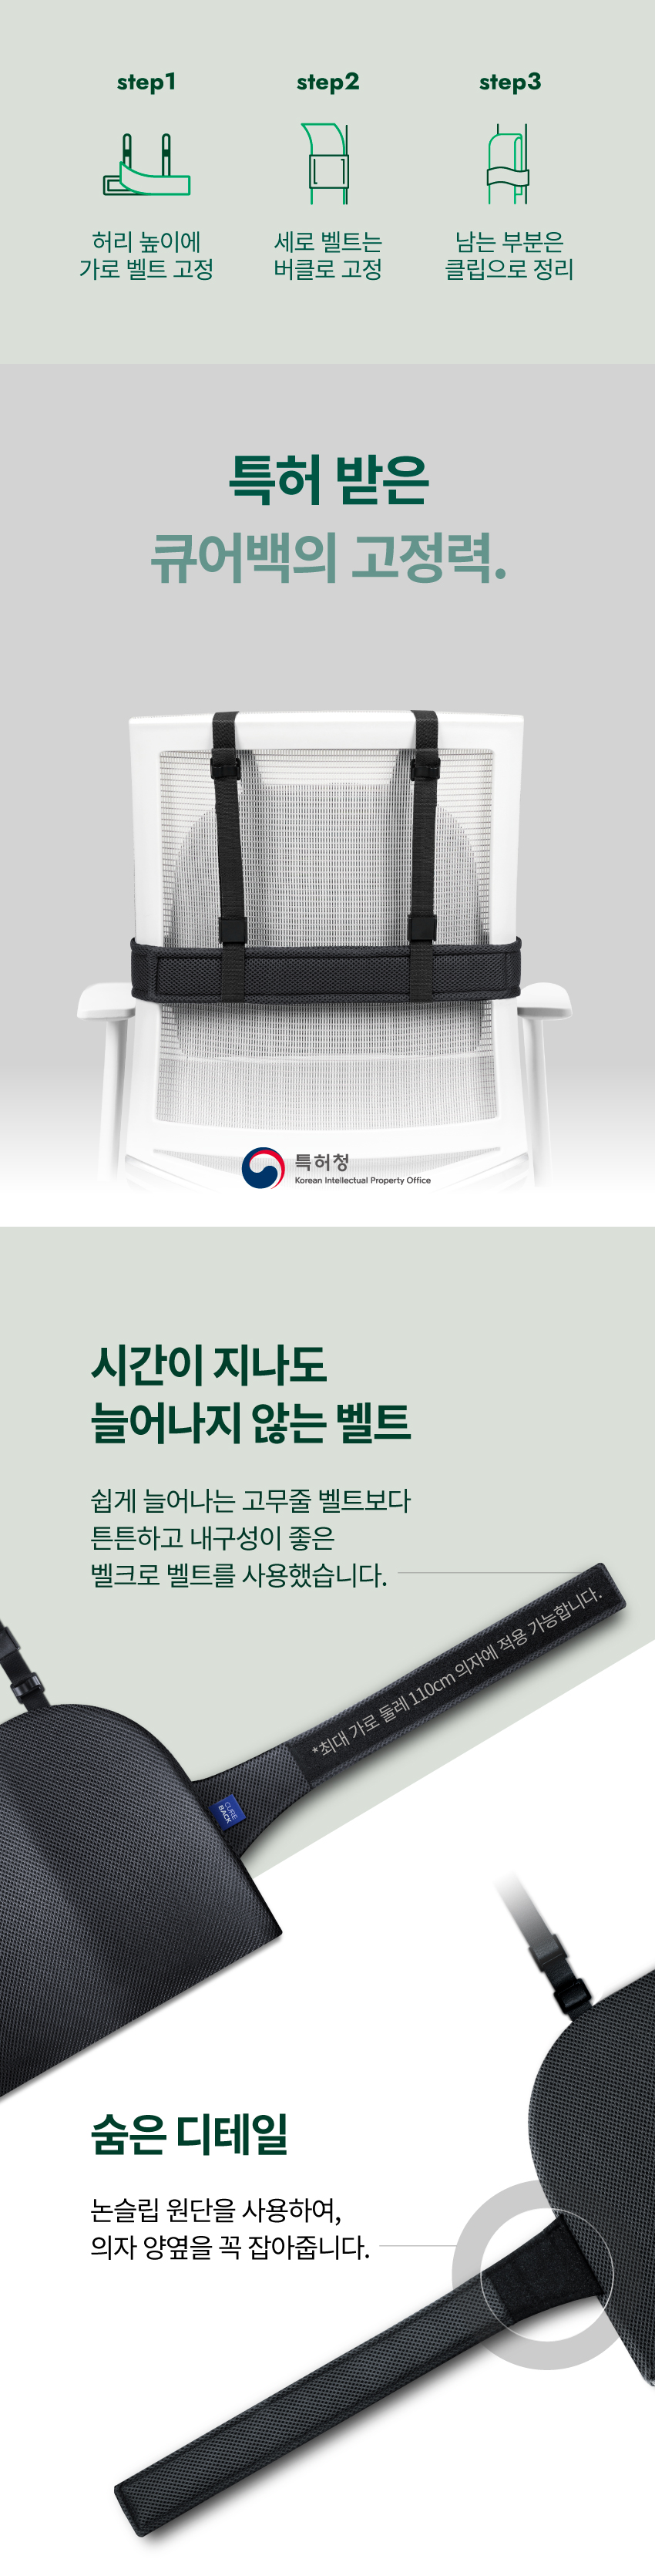 step1
step2
step3
허리 높이에
가로 벨트 고정
세로 벨트는
버클로 고정
남는 부분은
클립으로 정리
특허 받은
큐어백의 고정력.
특허청
Korean Intellectual Property Office
시간이 지나도
늘어나지 않는 벨트
쉽게 늘어나는 고무줄 벨트보다
튼튼하고 내구성이 좋은
벨크로 벨트를 사용했습니다.
*최대 가로 둘레 110cm 의자에 적용 가능합니다.
CURE
BACK
숨은 디테일
논슬립 원단을 사용하여,
의자 양옆을 꼭 잡아줍니다.